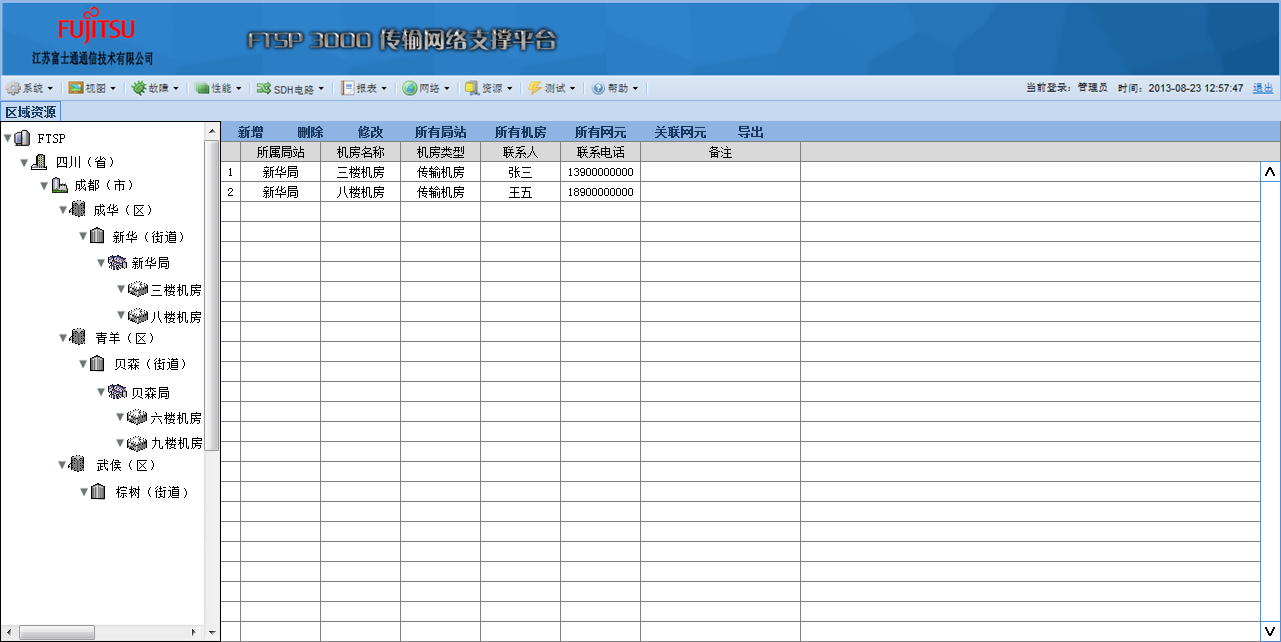 FUJITSU
江苏富士通通信技术有限公司
FTSP 3000 传输网络支撑平台
系统 视图 故障 性能 SDH电路 报表 网络 资源 测试 帮助 当前登录: 管理员 时间: 2013-08-23 12:57:47 退出
区域资源
新增 删除 修改 所有局站 所有机房 所有网元 关联网元 导出
FTSP
四川（省）
成都（市）
成华（区）
新华（街道）
新华局
三楼机房
八楼机房
青羊（区）
贝森（街道）
贝森局
六楼机房
九楼机房
武侯（区）
棕树（街道）
所属局站 机房名称 机房类型 联系人 联系电话 备注
1 新华局 三楼机房 传输机房 张三 13900000000
2 新华局 八楼机房 传输机房 王五 18900000000